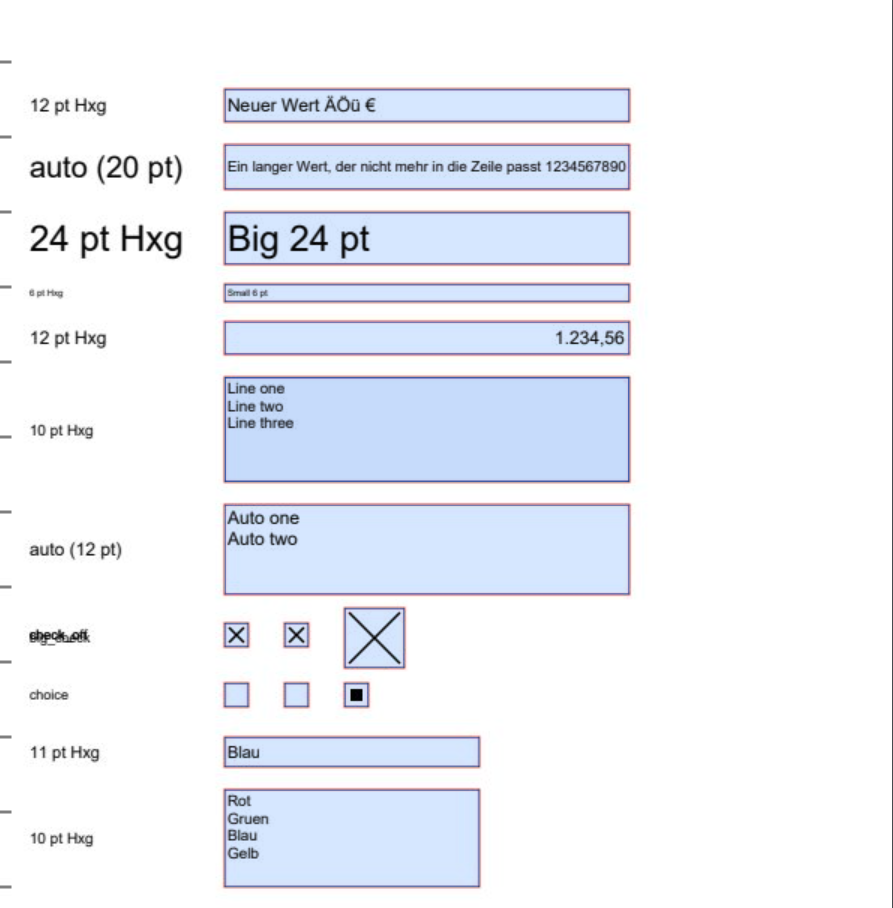 12 pt Hxg
Neuer Wert ÄÖü €
auto (20 pt)
Ein langer Wert, der nicht mehr in die Zeile passt 1234567890
24 pt Hxg
Big 24 pt
6 pt Hxg
Small 6 pt
12 pt Hxg
1.234,56
10 pt Hxg
Line one
Line two
Line three
auto (12 pt)
Auto one
Auto two
check_off
big_check
choice
11 pt Hxg
Blau
10 pt Hxg
Rot
Gruen
Blau
Gelb